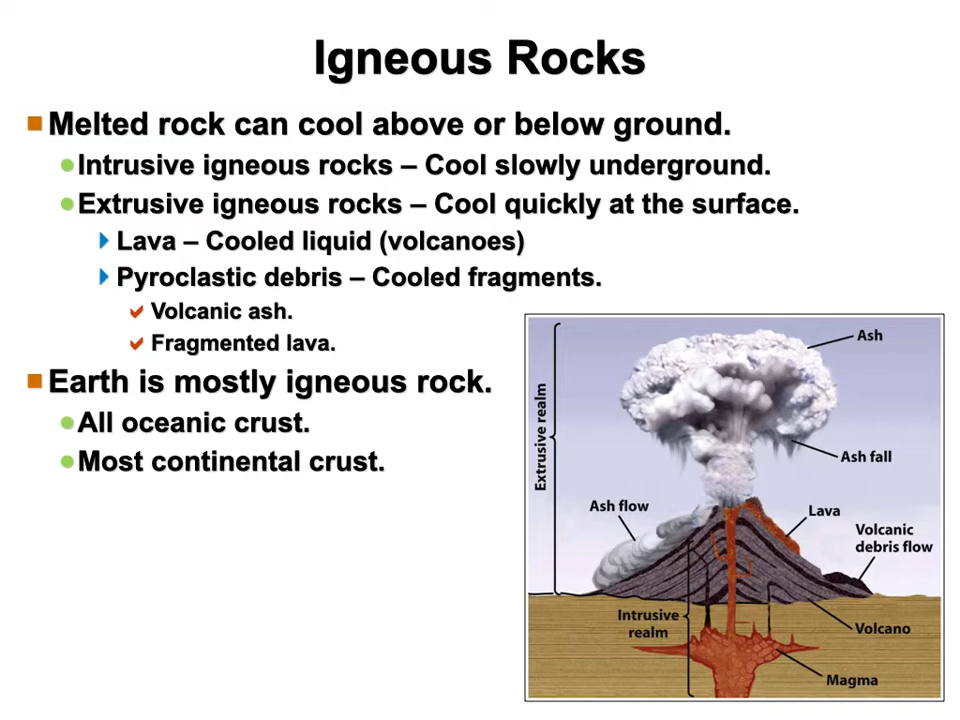 Igneous Rocks
Melted rock can cool above or below ground.
Intrusive igneous rocks – Cool slowly underground.
Extrusive igneous rocks – Cool quickly at the surface.
Lava – Cooled liquid (volcanoes)
Pyroclastic debris – Cooled fragments.
Volcanic ash.
Fragmented lava.
Earth is mostly igneous rock.
All oceanic crust.
Most continental crust.
Extrusive realm
Ash
Ash fall
Ash flow
Lava
Volcanic
debris flow
Intrusive
realm
Volcano
Magma